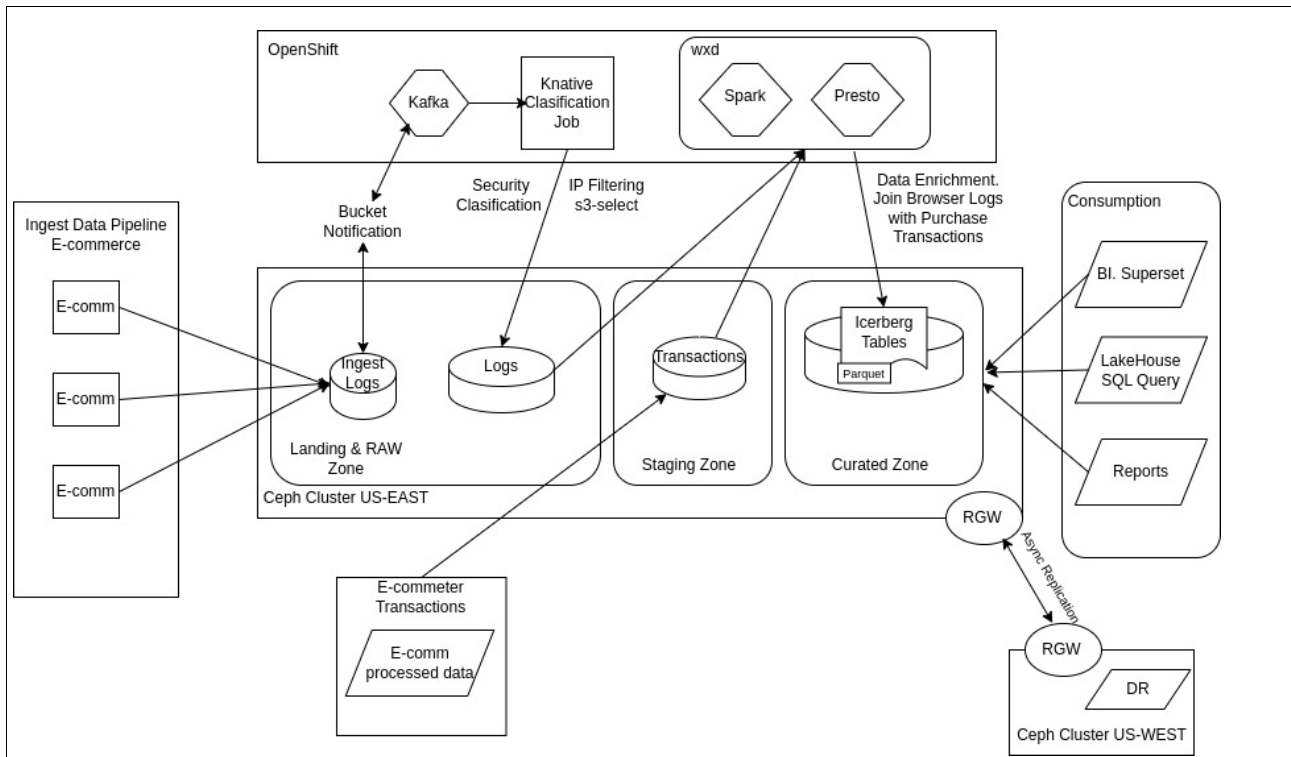 OpenShift
Kafka
Knative
Clasification
Job
wxd
Spark
Presto
Security
Clasification
IP Filtering
s3-select
Data Enrichment.
Join Browser Logs
with Purchase
Transactions
Bucket
Notification
Ingest Data Pipeline
E-commerce
E-comm
E-comm
E-comm
Ingest
Logs
Logs
Landing & RAW
Zone
Transactions
Staging Zone
Icerberg
Tables
Parquet
Curated Zone
Ceph Cluster US-EAST
Consumption
BI. Superset
LakeHouse
SQL Query
Reports
RGW
Async Replication
RGW
DR
Ceph Cluster US-WEST
E-commeter
Transactions
E-comm
processed data